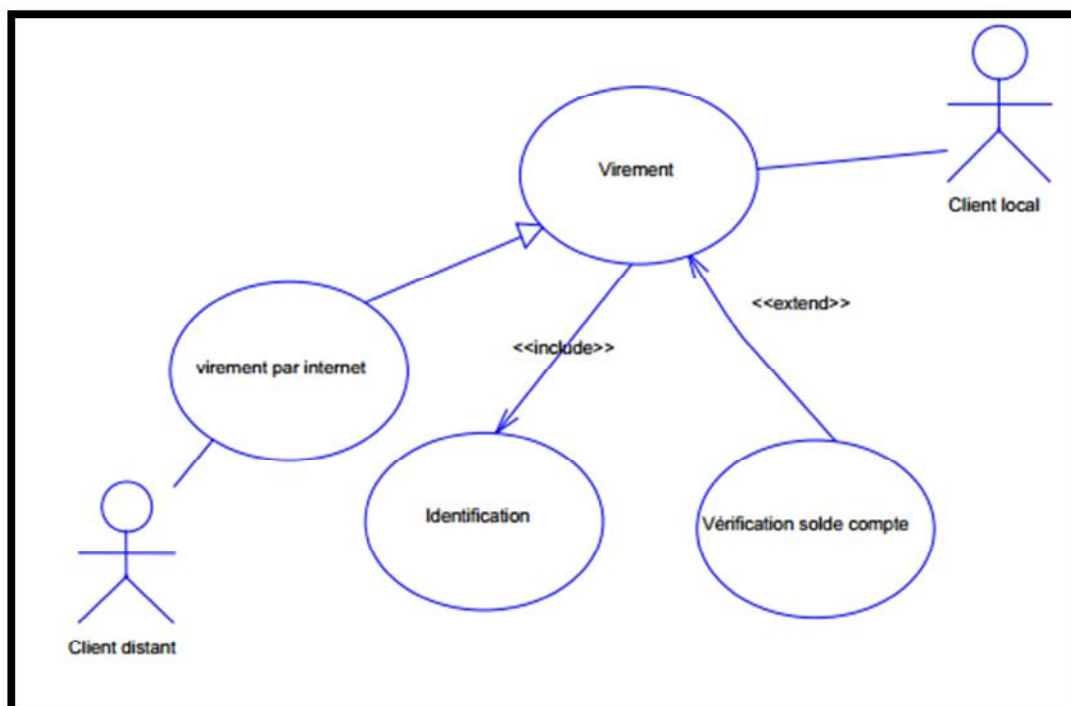 Virement
Client local
<<extend>>
<<include>>
virement par internet
Identification
Vérification solde compte
Client distant